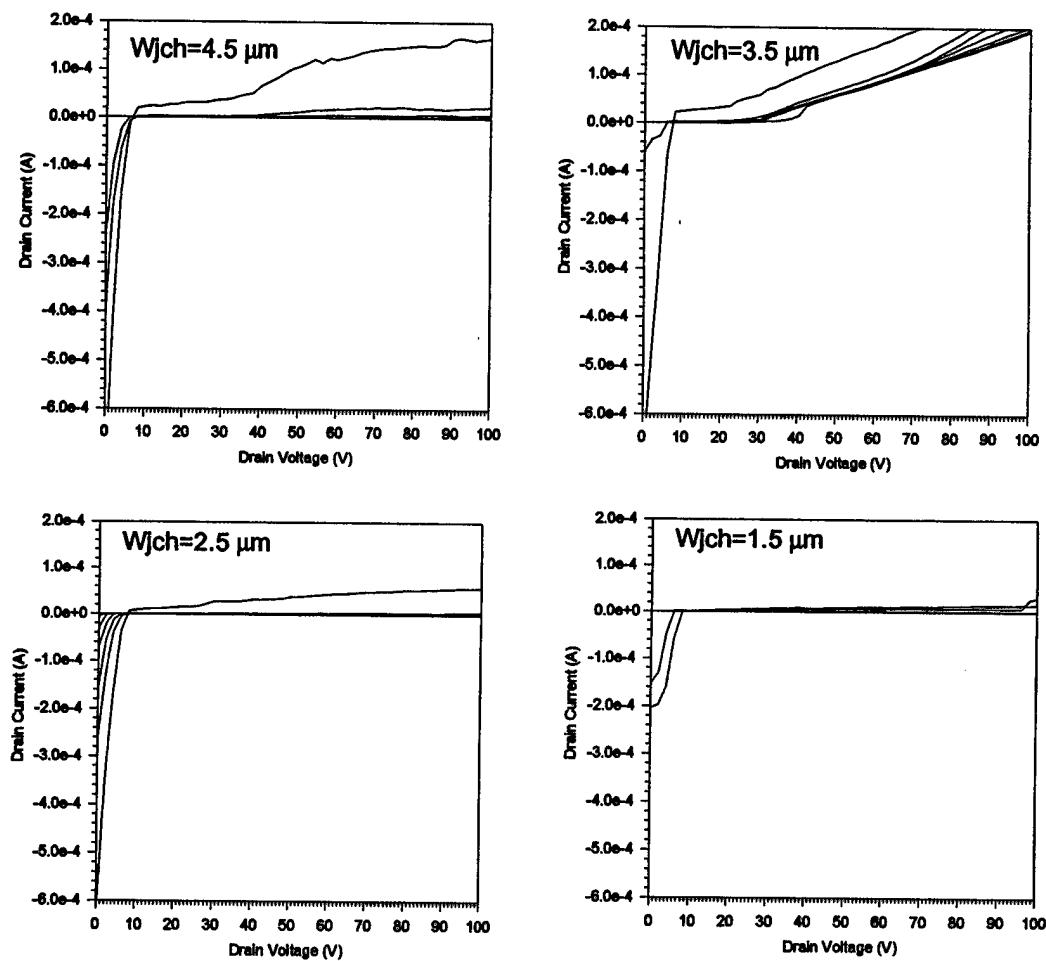 Wjch=4.5 μm
2.0e-4
1.0e-4
0.0e+0
-1.0e-4
-2.0e-4
-3.0e-4
-4.0e-4
-5.0e-4
-6.0e-4
Drain Current (A)
0 10 20 30 40 50 60 70 80 90 100
Drain Voltage (V)
Wjch=3.5 μm
2.0e-4
1.0e-4
0.0e+0
-1.0e-4
-2.0e-4
-3.0e-4
-4.0e-4
-5.0e-4
-6.0e-4
Drain Current (A)
0 10 20 30 40 50 60 70 80 90 100
Drain Voltage (V)
Wjch=2.5 μm
2.0e-4
1.0e-4
0.0e+0
-1.0e-4
-2.0e-4
-3.0e-4
-4.0e-4
-5.0e-4
-6.0e-4
Drain Current (A)
0 10 20 30 40 50 60 70 80 90 100
Drain Voltage (V)
Wjch=1.5 μm
2.0e-4
1.0e-4
0.0e+0
-1.0e-4
-2.0e-4
-3.0e-4
-4.0e-4
-5.0e-4
-6.0e-4
Drain Current (A)
0 10 20 30 40 50 60 70 80 90 100
Drain Voltage (V)